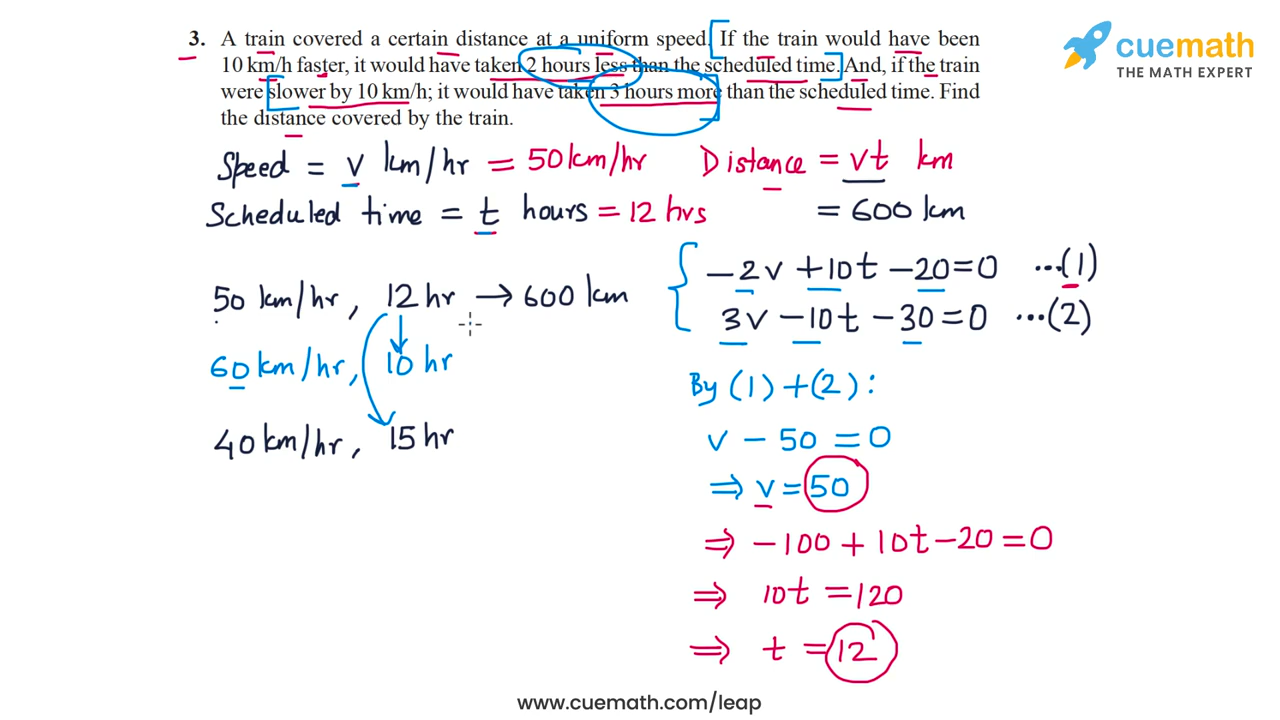 cuemath
THE MATH EXPERT
3. A train covered a certain distance at a uniform speed. If the train would have been
10 km/h faster, it would have taken 2 hours less than the scheduled time. And, if the train
were slower by 10 km/h; it would have taken 3 hours more than the scheduled time. Find
the distance covered by the train.
Speed = v km/hr = 50 km/hr
Distance = vt km
Scheduled time = t hours = 12 hrs
= 600 km
50 km/hr, 12 hr → 600 km
60 km/hr, 10 hr
40 km/hr, 15 hr
-2v +10t -20=0 ...(1)
3v -10t -30=0 ...(2)
By (1)+(2):
v - 50 = 0
⇒ v = 50
⇒ -100 + 10t -20 = 0
⇒ 10t = 120
⇒ t = 12
www.cuemath.com/leap